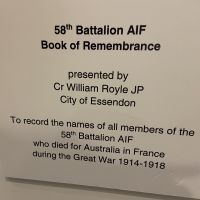 58th Battalion AIF
Book of Remembrance
presented by
Cr William Royle JP
City of Essendon
To record the names of all members of the
58th Battalion AIF
who died for Australia in France
during the Great War 1914-1918